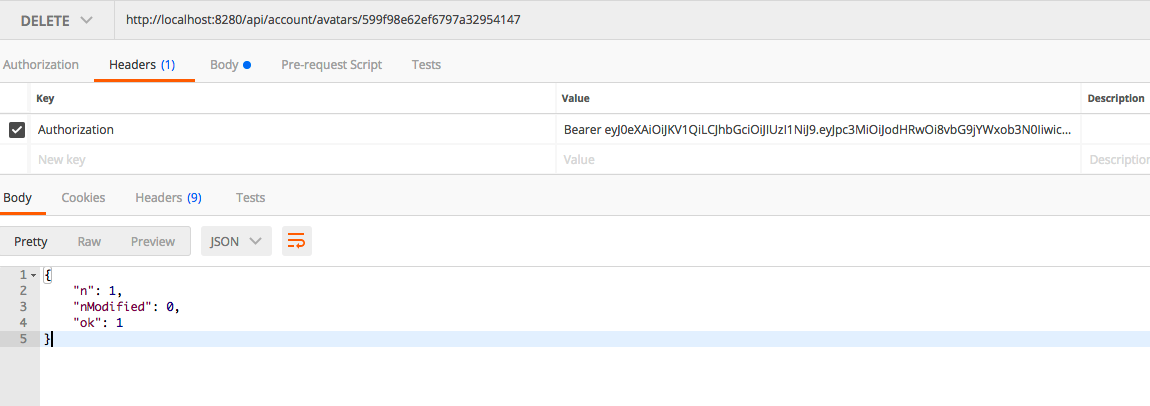 DELETE http://localhost:8280/api/account/avatars/599f98e62ef6797a32954147
Authorization Headers (1) Body Pre-request Script Tests
Key Value Description
Authorization Bearer eyJ0eXAiOiJKV1QiLCJhbGciOiJIUzI1NiJ9.eyJpc3MiOiJodHRwOi8vbG9jYWxob3N0Iiwic...
New key Value Description
Body Cookies Headers (9) Tests
Pretty Raw Preview JSON
1 {
2 "n": 1,
3 "nModified": 0,
4 "ok": 1
5 }